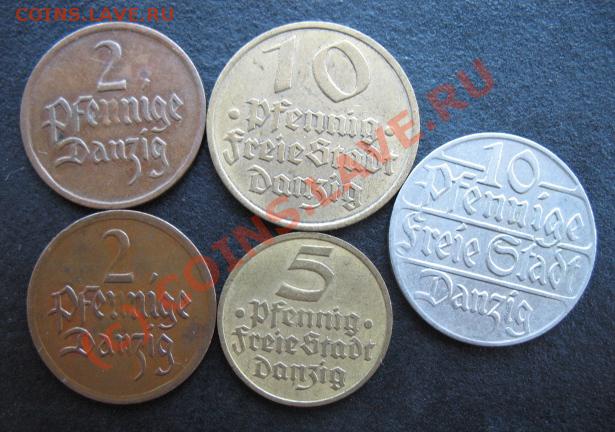 COINS.LAVE.RU
2
Pfennige
Danzig
10
· Pfennig ·
Freie Stadt
Danzig
10
Pfennige
Freie Stadt
Danzig
2
Pfennige
Danzig
5
· Pfennig ·
Freie Stadt
Danzig
(c) COINS.LAVE.RU